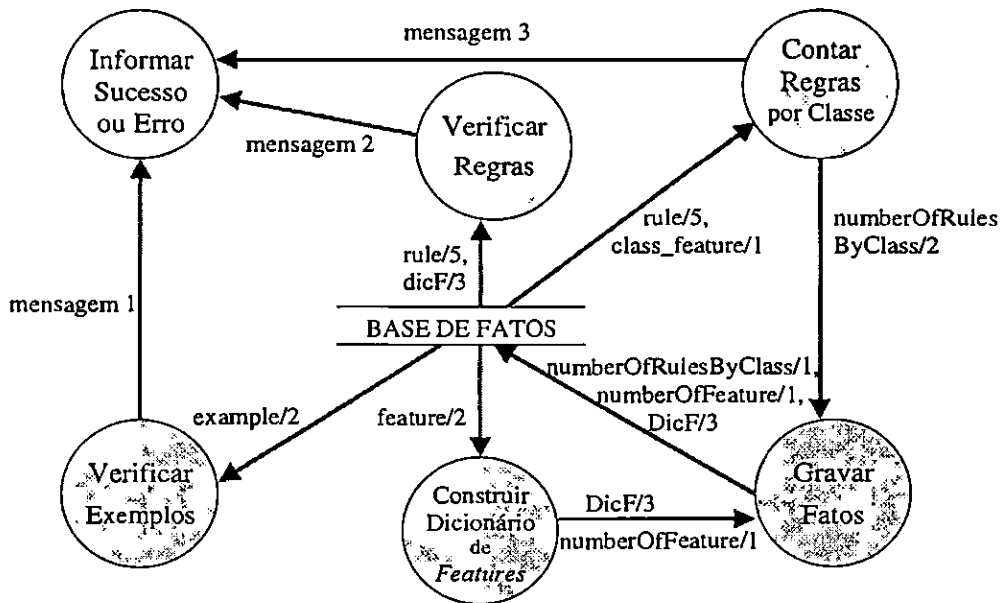 mensagem 3
Informar
Sucesso
ou Erro
Contar
Regras
por Classe
mensagem 2
Verificar
Regras
rule/5,
class_feature/1
numberOfRules
ByClass/2
rule/5,
dicF/3
mensagem 1
BASE DE FATOS
numberOfRulesByClass/1,
numberOfFeature/1,
DicF/3
example/2
feature/2
Verificar
Exemplos
Construir
Dicionário
de
Features
DicF/3
numberOfFeature/1
Gravar
Fatos